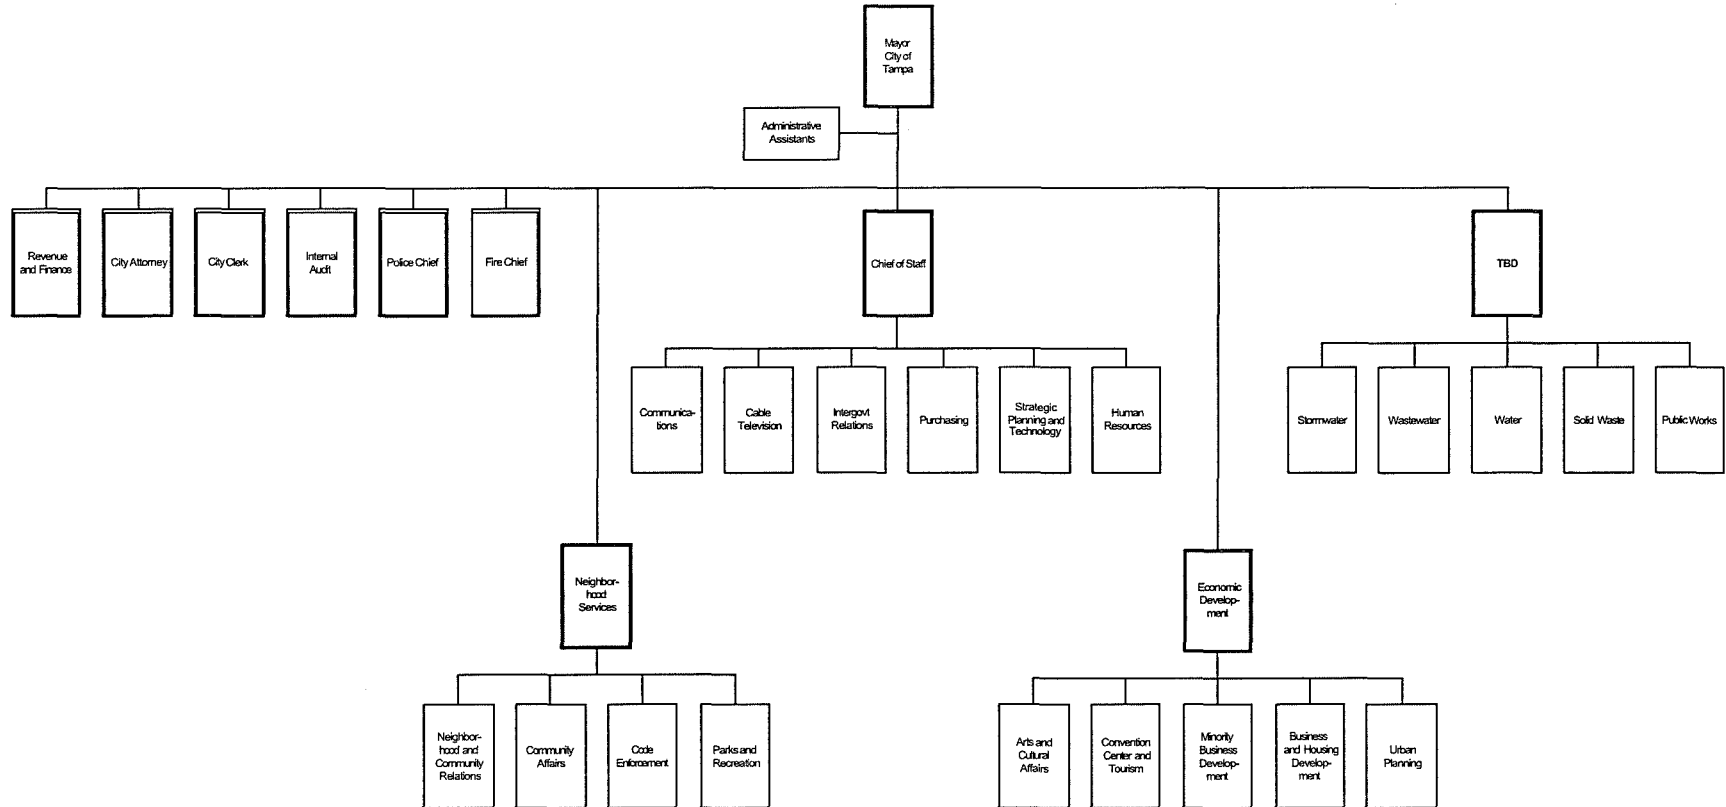 Mayor
City of
Tampa
Administrative
Assistants
Revenue
and Finance
City Attorney
City Clerk
Internal
Audit
Police Chief
Fire Chief
Chief of Staff
TBD
Communica-
tions
Cable
Television
Intergovt
Relations
Purchasing
Strategic
Planning and
Technology
Human
Resources
Stormwater
Wastewater
Water
Solid Waste
Public Works
Neighbor-
hood
Services
Economic
Develop-
ment
Neighbor-
hood and
Community
Relations
Community
Affairs
Code
Enforcement
Parks and
Recreation
Arts and
Cultural
Affairs
Convention
Center and
Tourism
Minority
Business
Develop-
ment
Business
and Housing
Develop-
ment
Urban
Planning